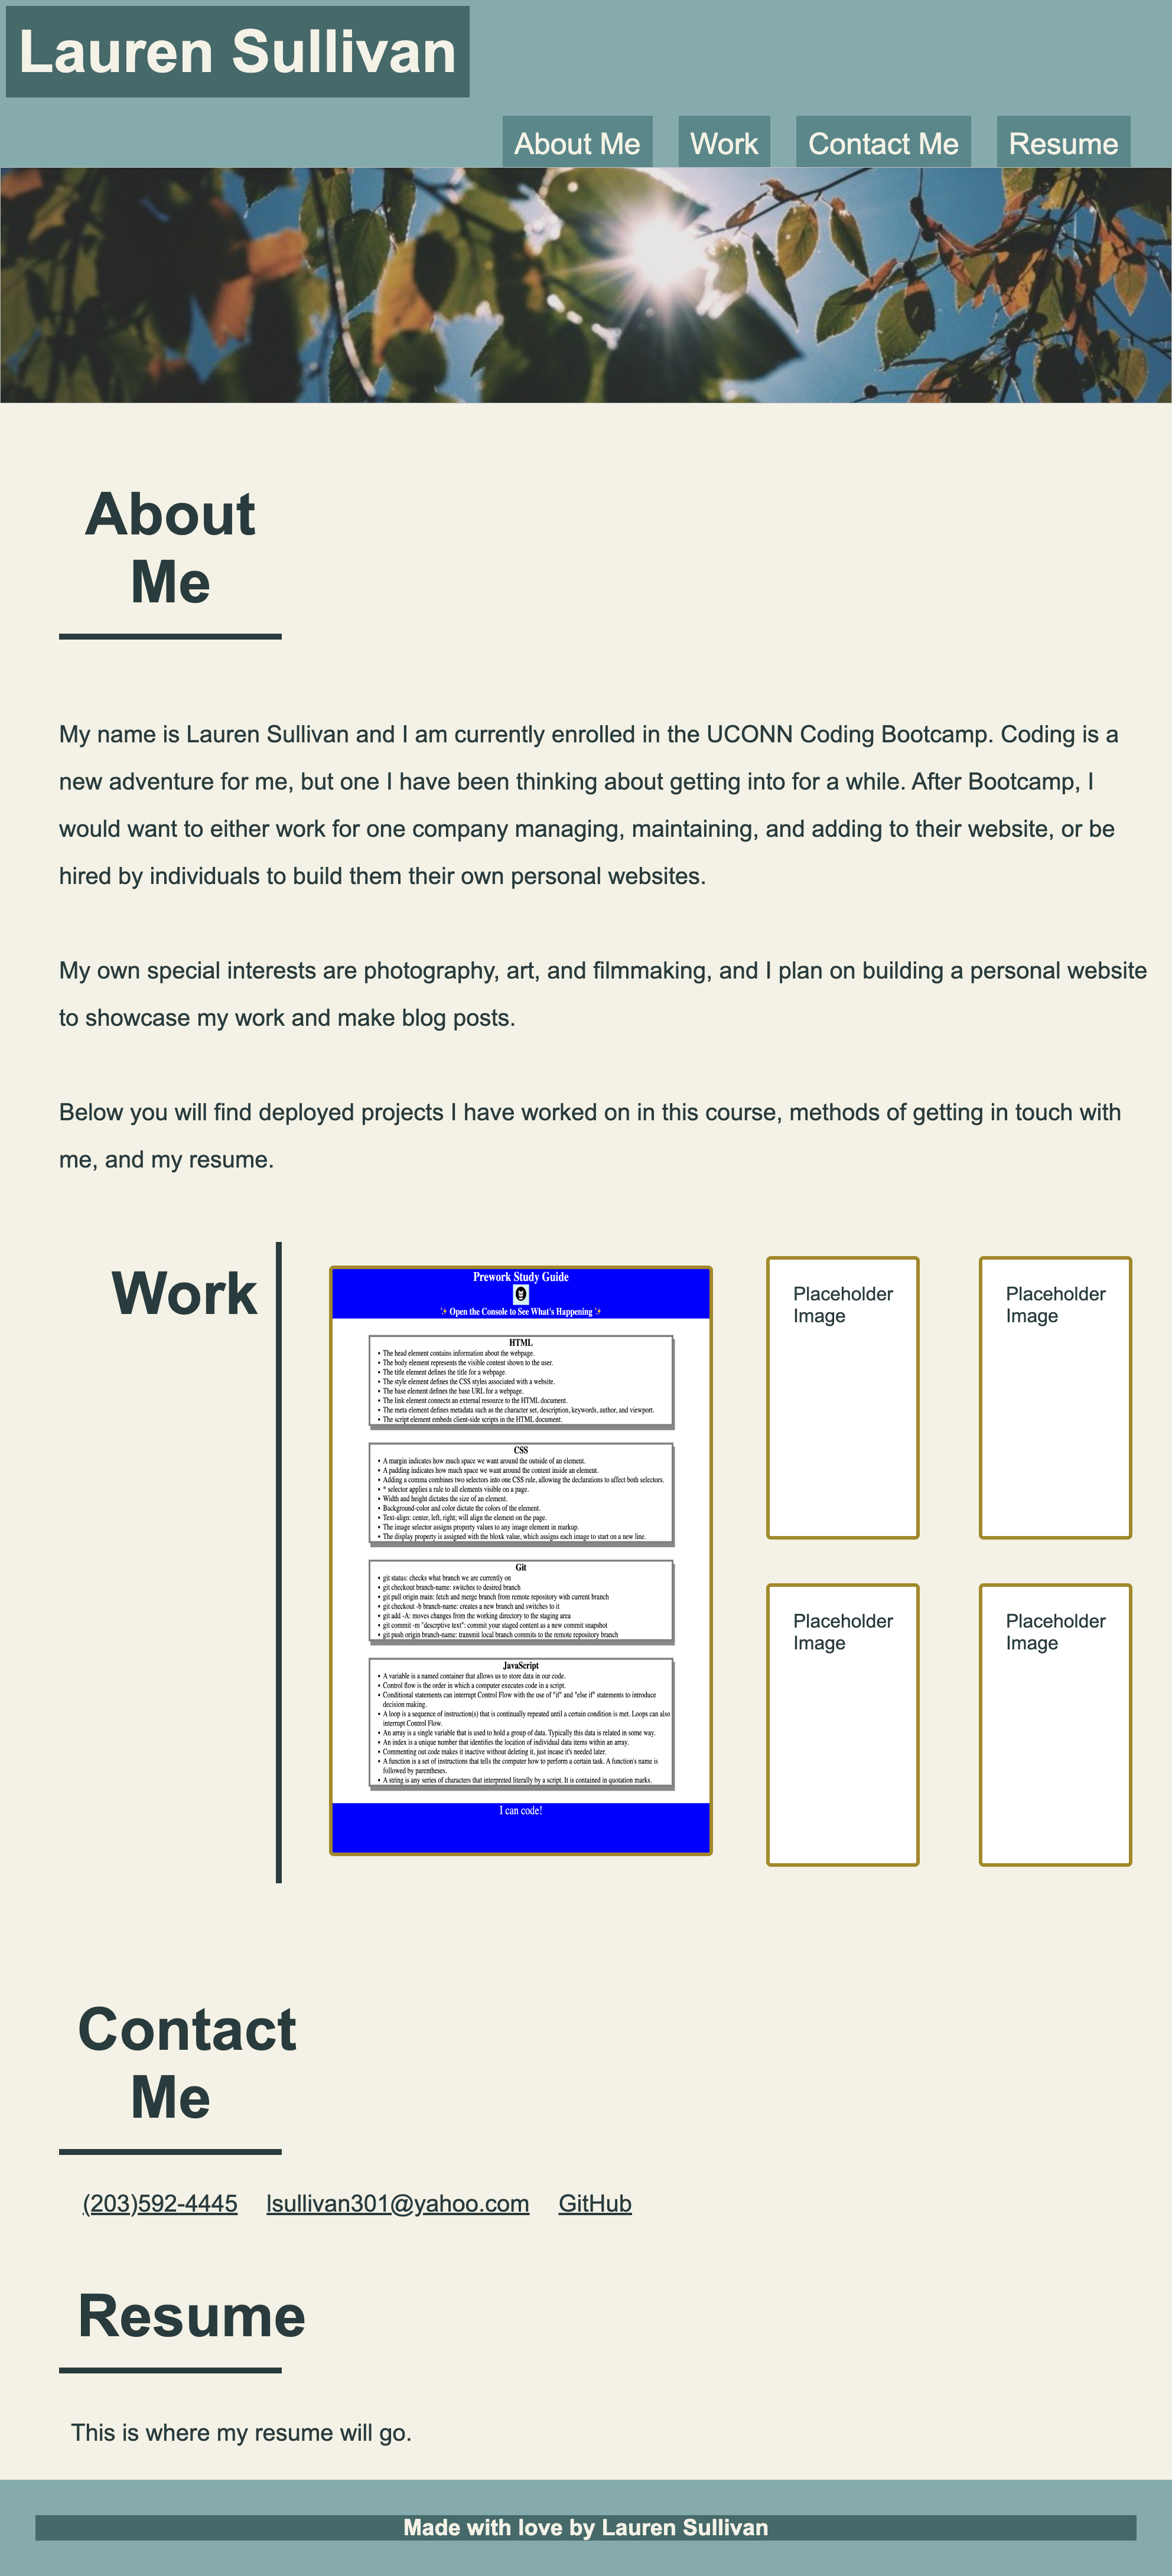 Lauren Sullivan
About Me
Work
Contact Me
Resume
About
Me
My name is Lauren Sullivan and I am currently enrolled in the UCONN Coding Bootcamp. Coding is a
new adventure for me, but one I have been thinking about getting into for a while. After Bootcamp, I
would want to either work for one company managing, maintaining, and adding to their website, or be
hired by individuals to build them their own personal websites.
My own special interests are photography, art, and filmmaking, and I plan on building a personal website
to showcase my work and make blog posts.
Below you will find deployed projects I have worked on in this course, methods of getting in touch with
me, and my resume.
Work
Prework Study Guide
✨ Open the Console to See What's Happening ✨
HTML
• The head element contains information about the webpage.
• The body element represents the visible content shown to the user.
• The title element defines the title for a webpage.
• The style element defines the CSS styles associated with a website.
• The base element defines the base URL for a webpage.
• The link element connects an external resource to the HTML document.
• The meta element defines metadata such as the character set, description, keywords, author, and viewport.
• The script element embeds client-side scripts in the HTML document.
CSS
• A margin indicates how much space we want around the outside of an element.
• A padding indicates how much space we want around the content inside an element.
• Adding a comma combines two selectors into one CSS rule, allowing the declarations to affect both selectors.
• * selector applies a rule to all elements visible on a page.
• Width and height dictates the size of an element.
• Background-color and color dictate the colors of the element.
• Text-align: center, left, right; will align the element on the page.
• The image selector assigns property values to any image element in markup.
• The display property is assigned with the bloxk value, which assigns each image to start on a new line.
Git
• git status: checks what branch we are currently on
• git checkout branch-name: switches to desired branch
• git pull origin main: fetch and merge branch from remote repository with current branch
• git checkout -b branch-name: creates a new branch and switches to it
• git add -A: moves changes from the working directory to the staging area
• git commit -m "descrptive text": commit your staged content as a new commit snapshot
• git push origin branch-name: transmit local branch commits to the remote repository branch
JavaScript
• A variable is a named container that allows us to store data in our code.
• Control flow is the order in which a computer executes code in a script.
• Conditional statements can interrupt Control Flow with the use of "if" and "else if" statements to introduce
decision making.
• A loop is a sequence of instruction(s) that is continually repeated until a certain condition is met. Loops can also
interrupt Control Flow.
• An array is a single variable that is used to hold a group of data. Typically this data is related in some way.
• An index is a unique number that identifies the location of individual data items within an array.
• Commenting out code makes it inactive without deleting it, just incase it's needed later.
• A function is a set of instructions that tells the computer how to perform a certain task. A function's name is
followed by parentheses.
• A string is any series of characters that interpreted literally by a script. It is contained in quotation marks.
I can code!
Placeholder
Image
Placeholder
Image
Placeholder
Image
Placeholder
Image
Contact
Me
(203)592-4445
lsullivan301@yahoo.com
GitHub
Resume
This is where my resume will go.
Made with love by Lauren Sullivan